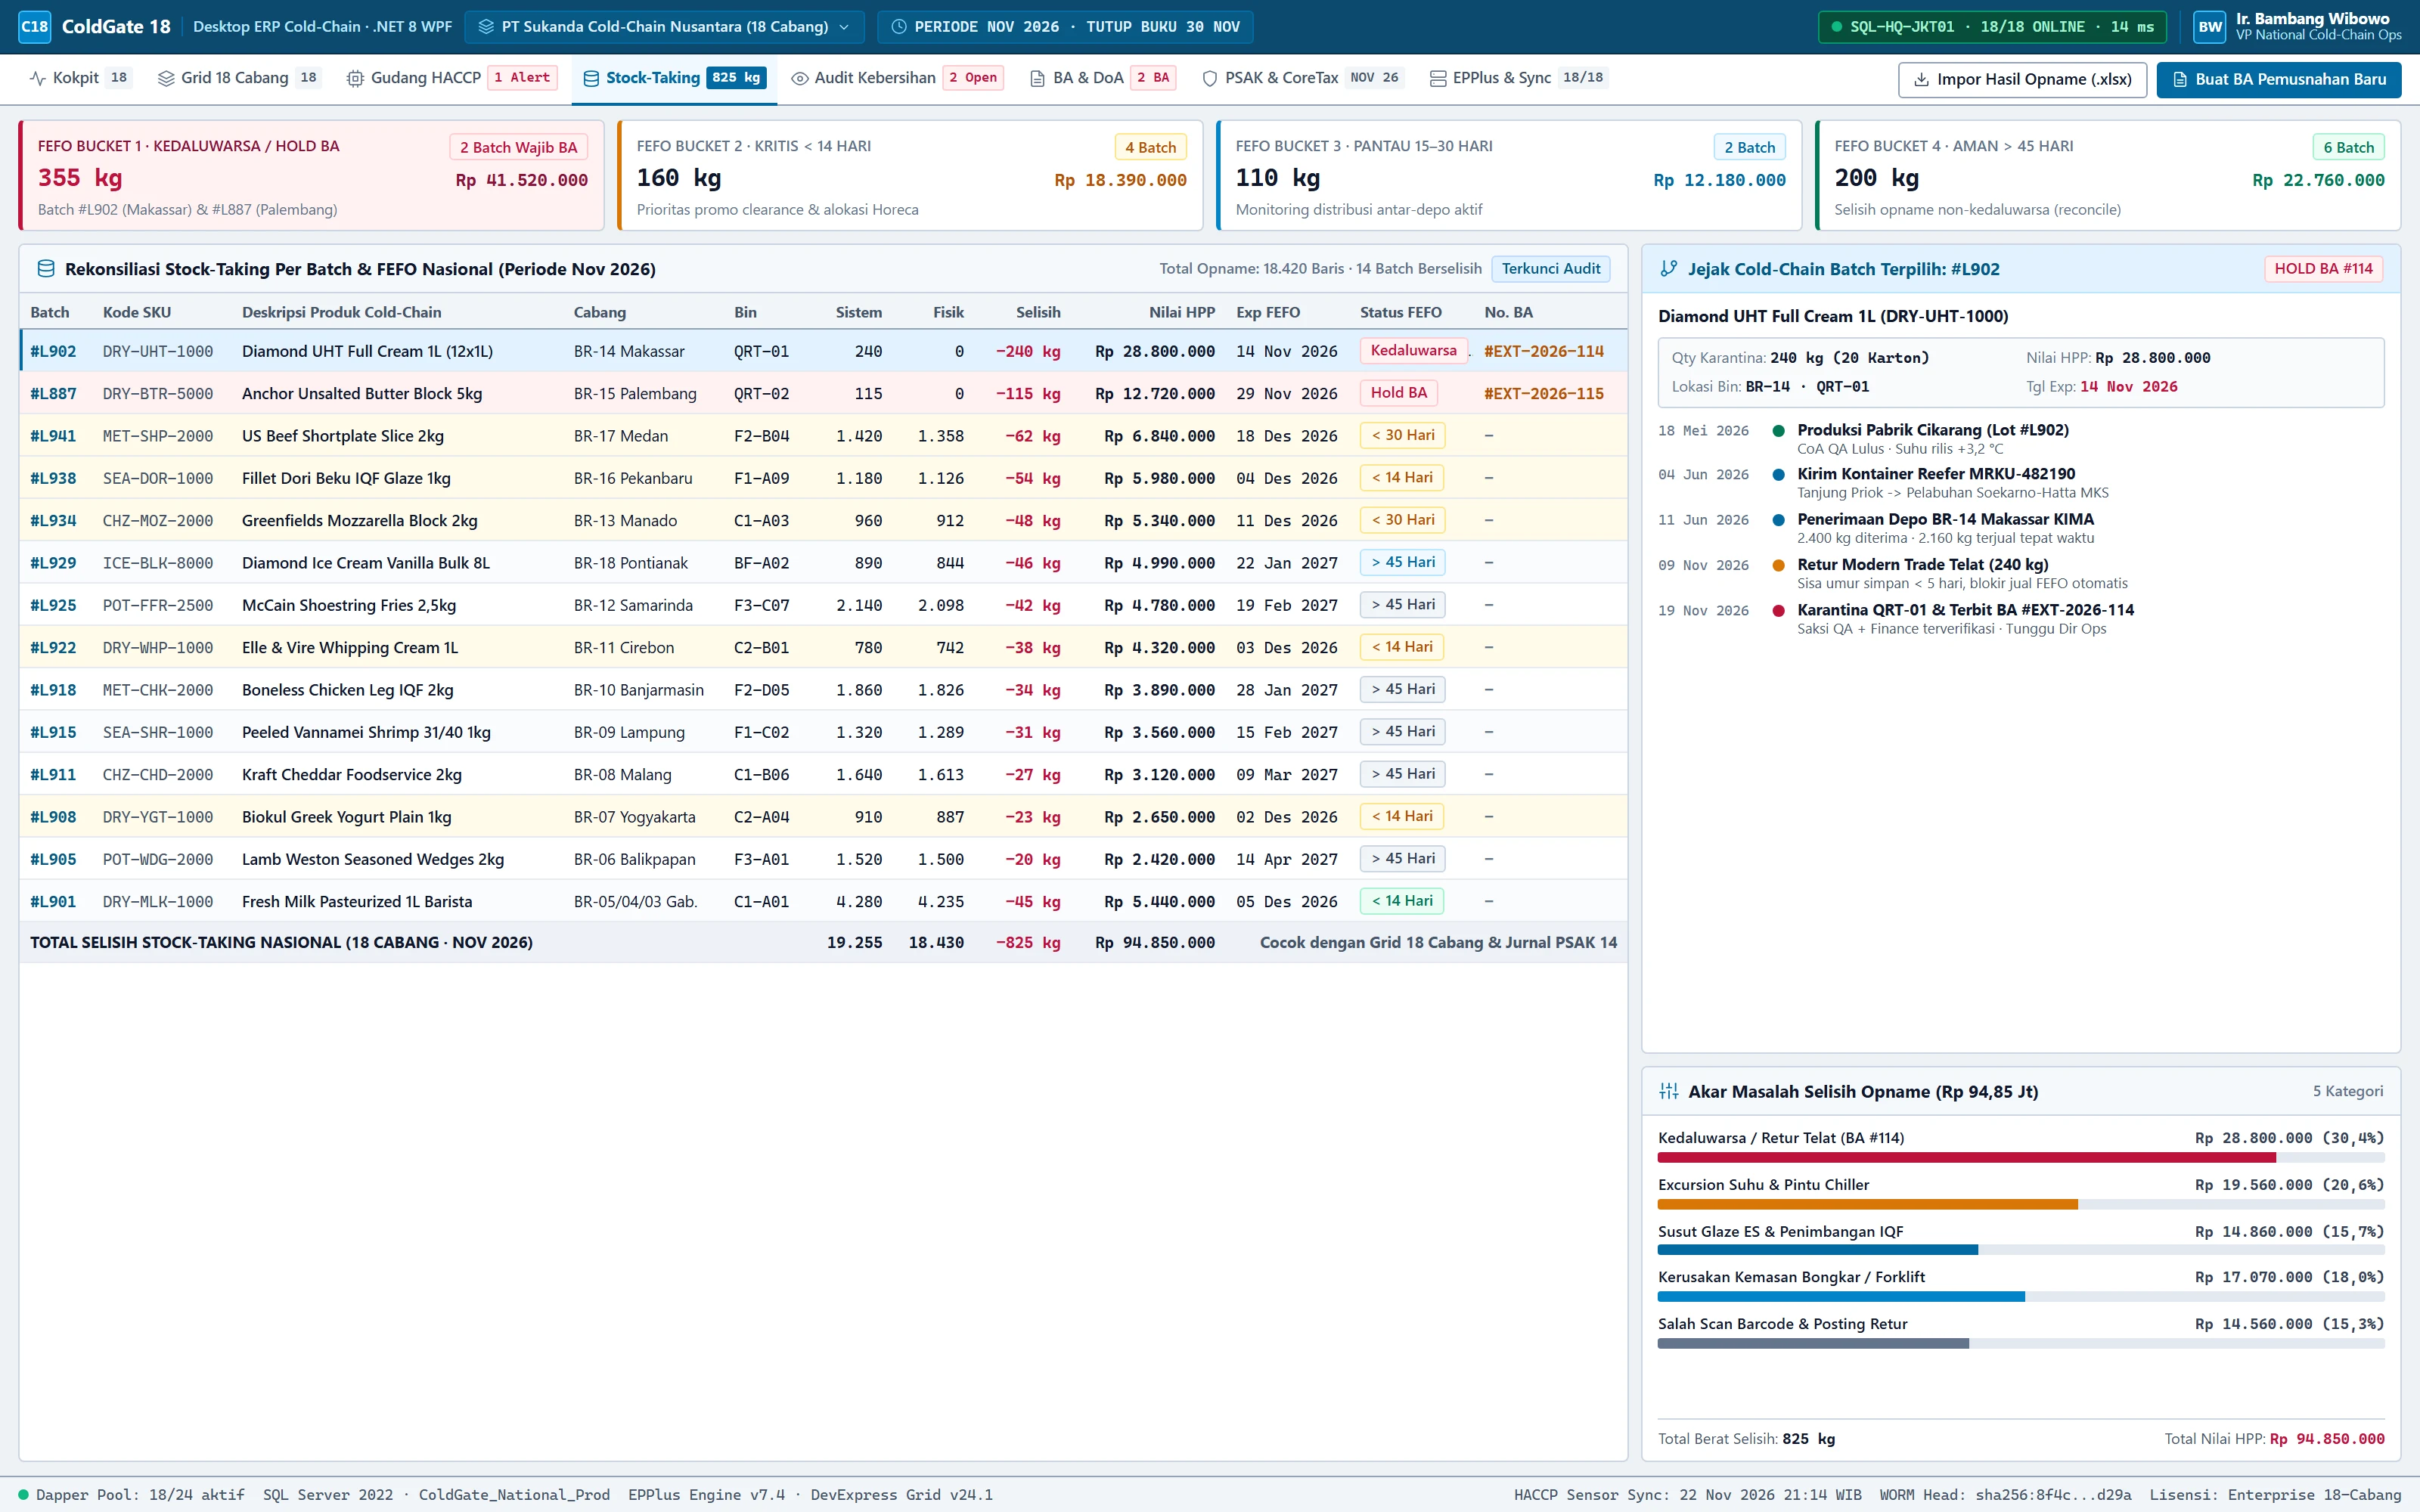 C18 ColdGate 18 Desktop ERP Cold-Chain · .NET 8 WPF PT Sukanda Cold-Chain Nusantara (18 Cabang) PERIODE NOV 2026 · TUTUP BUKU 30 NOV SQL-HQ-JKT01 · 18/18 ONLINE · 14 ms BW Ir. Bambang Wibowo
VP National Cold-Chain Ops
Kokpit 18 Grid 18 Cabang 18 Gudang HACCP 1 Alert Stock-Taking 825 kg Audit Kebersihan 2 Open BA & DoA 2 BA PSAK & CoreTax NOV 26 EPPlus & Sync 18/18 Impor Hasil Opname (.xlsx) Buat BA Pemusnahan Baru
FEFO BUCKET 1 · KEDALUWARSA / HOLD BA 2 Batch Wajib BA
355 kg Rp 41.520.000
Batch #L902 (Makassar) & #L887 (Palembang)
FEFO BUCKET 2 · KRITIS < 14 HARI 4 Batch
160 kg Rp 18.390.000
Prioritas promo clearance & alokasi Horeca
FEFO BUCKET 3 · PANTAU 15–30 HARI 2 Batch
110 kg Rp 12.180.000
Monitoring distribusi antar-depo aktif
FEFO BUCKET 4 · AMAN > 45 HARI 6 Batch
200 kg Rp 22.760.000
Selisih opname non-kedaluwarsa (reconcile)
Rekonsiliasi Stock-Taking Per Batch & FEFO Nasional (Periode Nov 2026) Total Opname: 18.420 Baris · 14 Batch Berselisih Terkunci Audit
Batch Kode SKU Deskripsi Produk Cold-Chain Cabang Bin Sistem Fisik Selisih Nilai HPP Exp FEFO Status FEFO No. BA
#L902 DRY-UHT-1000 Diamond UHT Full Cream 1L (12x1L) BR-14 Makassar QRT-01 240 0 -240 kg Rp 28.800.000 14 Nov 2026 Kedaluwarsa #EXT-2026-114
#L887 DRY-BTR-5000 Anchor Unsalted Butter Block 5kg BR-15 Palembang QRT-02 115 0 -115 kg Rp 12.720.000 29 Nov 2026 Hold BA #EXT-2026-115
#L941 MET-SHP-2000 US Beef Shortplate Slice 2kg BR-17 Medan F2-B04 1.420 1.358 -62 kg Rp 6.840.000 18 Des 2026 < 30 Hari -
#L938 SEA-DOR-1000 Fillet Dori Beku IQF Glaze 1kg BR-16 Pekanbaru F1-A09 1.180 1.126 -54 kg Rp 5.980.000 04 Des 2026 < 14 Hari -
#L934 CHZ-MOZ-2000 Greenfields Mozzarella Block 2kg BR-13 Manado C1-A03 960 912 -48 kg Rp 5.340.000 11 Des 2026 < 30 Hari -
#L929 ICE-BLK-8000 Diamond Ice Cream Vanilla Bulk 8L BR-18 Pontianak BF-A02 890 844 -46 kg Rp 4.990.000 22 Jan 2027 > 45 Hari -
#L925 POT-FFR-2500 McCain Shoestring Fries 2,5kg BR-12 Samarinda F3-C07 2.140 2.098 -42 kg Rp 4.780.000 19 Feb 2027 > 45 Hari -
#L922 DRY-WHP-1000 Elle & Vire Whipping Cream 1L BR-11 Cirebon C2-B01 780 742 -38 kg Rp 4.320.000 03 Des 2026 < 14 Hari -
#L918 MET-CHK-2000 Boneless Chicken Leg IQF 2kg BR-10 Banjarmasin F2-D05 1.860 1.826 -34 kg Rp 3.890.000 28 Jan 2027 > 45 Hari -
#L915 SEA-SHR-1000 Peeled Vannamei Shrimp 31/40 1kg BR-09 Lampung F1-C02 1.320 1.289 -31 kg Rp 3.560.000 15 Feb 2027 > 45 Hari -
#L911 CHZ-CHD-2000 Kraft Cheddar Foodservice 2kg BR-08 Malang C1-B06 1.640 1.613 -27 kg Rp 3.120.000 09 Mar 2027 > 45 Hari -
#L908 DRY-YGT-1000 Biokul Greek Yogurt Plain 1kg BR-07 Yogyakarta C2-A04 910 887 -23 kg Rp 2.650.000 02 Des 2026 < 14 Hari -
#L905 POT-WDG-2000 Lamb Weston Seasoned Wedges 2kg BR-06 Balikpapan F3-A01 1.520 1.500 -20 kg Rp 2.420.000 14 Apr 2027 > 45 Hari -
#L901 DRY-MLK-1000 Fresh Milk Pasteurized 1L Barista BR-05/04/03 Gab. C1-A01 4.280 4.235 -45 kg Rp 5.440.000 05 Des 2026 < 14 Hari -
TOTAL SELISIH STOCK-TAKING NASIONAL (18 CABANG · NOV 2026) 19.255 18.430 -825 kg Rp 94.850.000 Cocok dengan Grid 18 Cabang & Jurnal PSAK 14
Jejak Cold-Chain Batch Terpilih: #L902 HOLD BA #114
Diamond UHT Full Cream 1L (DRY-UHT-1000)
Qty Karantina: 240 kg (20 Karton) Nilai HPP: Rp 28.800.000
Lokasi Bin: BR-14 · QRT-01 Tgl Exp: 14 Nov 2026
18 Mei 2026 Produksi Pabrik Cikarang (Lot #L902)
CoA QA Lulus · Suhu rilis +3,2 °C
04 Jun 2026 Kirim Kontainer Reefer MRKU-482190
Tanjung Priok -> Pelabuhan Soekarno-Hatta MKS
11 Jun 2026 Penerimaan Depo BR-14 Makassar KIMA
2.400 kg diterima · 2.160 kg terjual tepat waktu
09 Nov 2026 Retur Modern Trade Telat (240 kg)
Sisa umur simpan < 5 hari, blokir jual FEFO otomatis
19 Nov 2026 Karantina QRT-01 & Terbit BA #EXT-2026-114
Saksi QA + Finance terverifikasi · Tunggu Dir Ops
Akar Masalah Selisih Opname (Rp 94,85 Jt) 5 Kategori
Kedaluwarsa / Retur Telat (BA #114) Rp 28.800.000 (30,4%)
Excursion Suhu & Pintu Chiller Rp 19.560.000 (20,6%)
Susut Glaze ES & Penimbangan IQF Rp 14.860.000 (15,7%)
Kerusakan Kemasan Bongkar / Forklift Rp 17.070.000 (18,0%)
Salah Scan Barcode & Posting Retur Rp 14.560.000 (15,3%)
Total Berat Selisih: 825 kg Total Nilai HPP: Rp 94.850.000
Dapper Pool: 18/24 aktif SQL Server 2022 · ColdGate_National_Prod EPPlus Engine v7.4 · DevExpress Grid v24.1 HACCP Sensor Sync: 22 Nov 2026 21:14 WIB WORM Head: sha256:8f4c...d29a Lisensi: Enterprise 18-Cabang